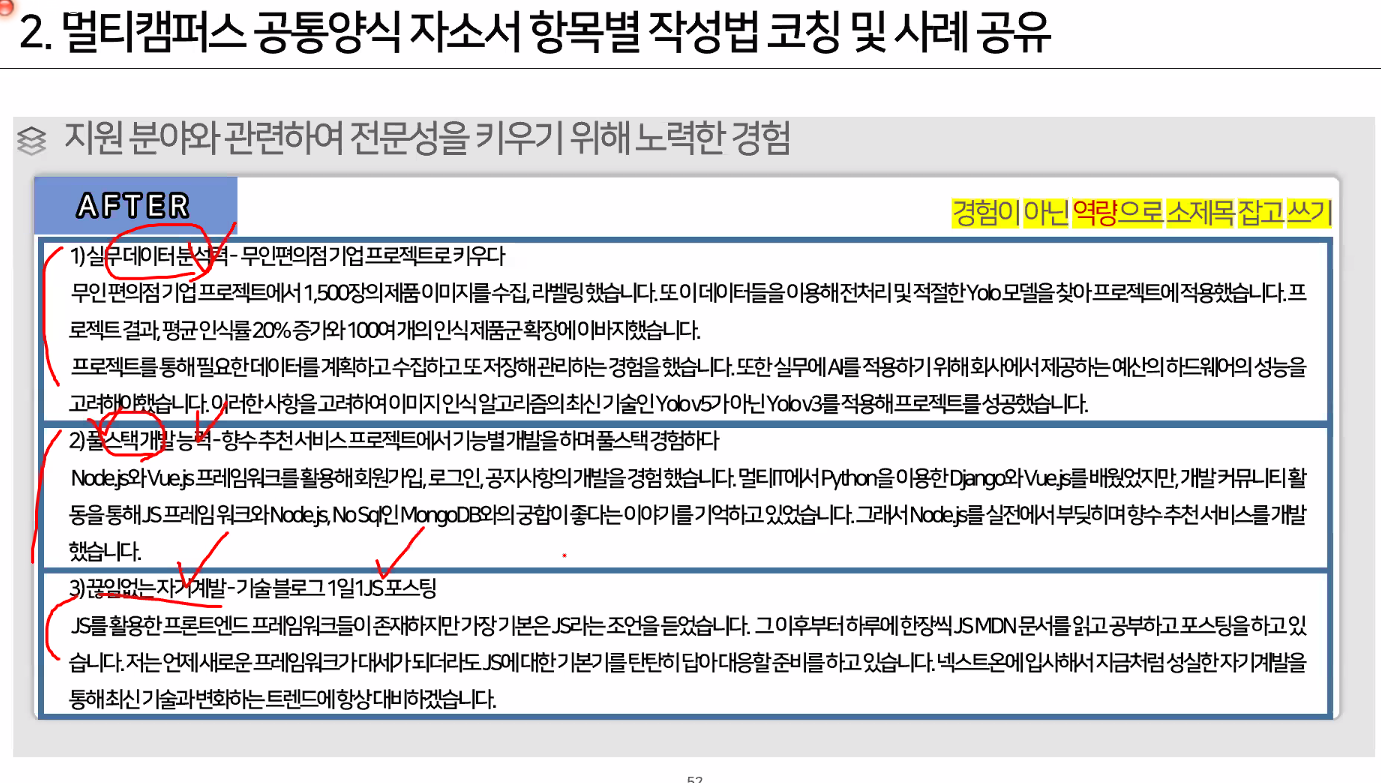 2. 멀티캠퍼스 공통양식 자소서 항목별 작성법 코칭 및 사례 공유
지원 분야와 관련하여 전문성을 키우기 위해 노력한 경험
AFTER
경험이 아닌 역량으로 소제목 잡고 쓰기
1) 실무 데이터 분석력 - 무인편의점 기업 프로젝트로 키우다
무인 편의점 기업 프로젝트에서 1,500장의 제품 이미지를 수집, 라벨링 했습니다. 또 이 데이터들을 이용해 전처리 및 적절한 Yolo 모델을 찾아 프로젝트에 적용했습니다. 프
로젝트 결과, 평균 인식률 20% 증가와 100여 개의 인식 제품군 확장에 이바지했습니다.
프로젝트를 통해 필요한 데이터를 계획하고 수집하고 또 저장해 관리하는 경험을 했습니다. 또한 실무에 AI를 적용하기 위해 회사에서 제공하는 예산의 하드웨어의 성능을
고려해야 했습니다. 이러한 사항을 고려하여 이미지 인식 알고리즘의 최신 기술인 Yolo v5가 아닌 Yolo v3를 적용해 프로젝트를 성공했습니다.
2) 풀스택 개발 능력 - 향수 추천 서비스 프로젝트에서 기능별 개발을 하며 풀스택 경험하다
Node.js와 Vue.js 프레임워크를 활용해 회원가입, 로그인, 공지사항의 개발을 경험 했습니다. 멀티IT에서 Python을 이용한 Django와 Vue.js를 배웠었지만, 개발 커뮤니티 활
동을 통해 JS 프레임 워크와 Node.js, No Sql인 MongoDB와의 궁합이 좋다는 이야기를 기억하고 있었습니다. 그래서 Node.js를 실전에서 부딪히며 향수 추천 서비스를 개발
했습니다.
3) 끊임없는 자기계발 - 기술 블로그 1일 1JS 포스팅
JS를 활용한 프론트엔드 프레임워크들이 존재하지만 가장 기본은 JS라는 조언을 듣었습니다. 그 이후부터 하루에 한장씩 JS MDN 문서를 읽고 공부하고 포스팅을 하고 있
습니다. 저는 언제 새로운 프레임워크가 대세가 되더라도 JS에 대한 기본기를 탄탄히 닦아 대응할 준비를 하고 있습니다. 넥스트온에 입사해서 지금처럼 성실한 자기계발을
통해 최신 기술과 변화하는 트렌드에 항상 대비하겠습니다.
52